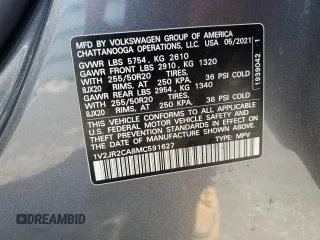 MFD. BY VOLKSWAGEN GROUP OF AMERICA
CHATTANOOGA OPERATIONS, LLC. USA 05/2021
GVWR LBS 5754 , KG 2610
GAWR FRONT LBS 2910 , KG 1320
WITH 255/50R20 TIRES,
8JX20 RIMS, AT 250 KPA, 36 PSI COLD
GAWR REAR LBS 2954 , KG 1340
WITH 255/50R20 TIRES,
8JX20 RIMS, AT 250 KPA, 36 PSI COLD
THIS VEHICLE CONFORMS TO ALL APPLICABLE
FEDERAL MOTOR VEHICLE SAFETY, BUMPER, AND
THEFT PREVENTION STANDARDS IN EFFECT ON THE
DATE OF MANUFACTURE SHOWN ABOVE.
1V2JR2CA8MC591627 TYPE: MPV
1939042 1
CRASHED
CARABMID